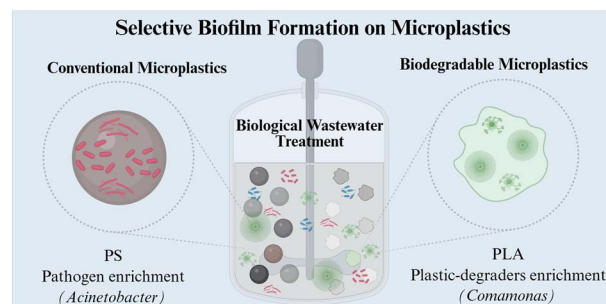 Selective Biofilm Formation on Microplastics
Conventional Microplastics
Biodegradable Microplastics
Biological Wastewater
Treatment
PS
Pathogen enrichment
(Acinetobacter)
PLA
Plastic-degraders enrichment
(Comamonas)